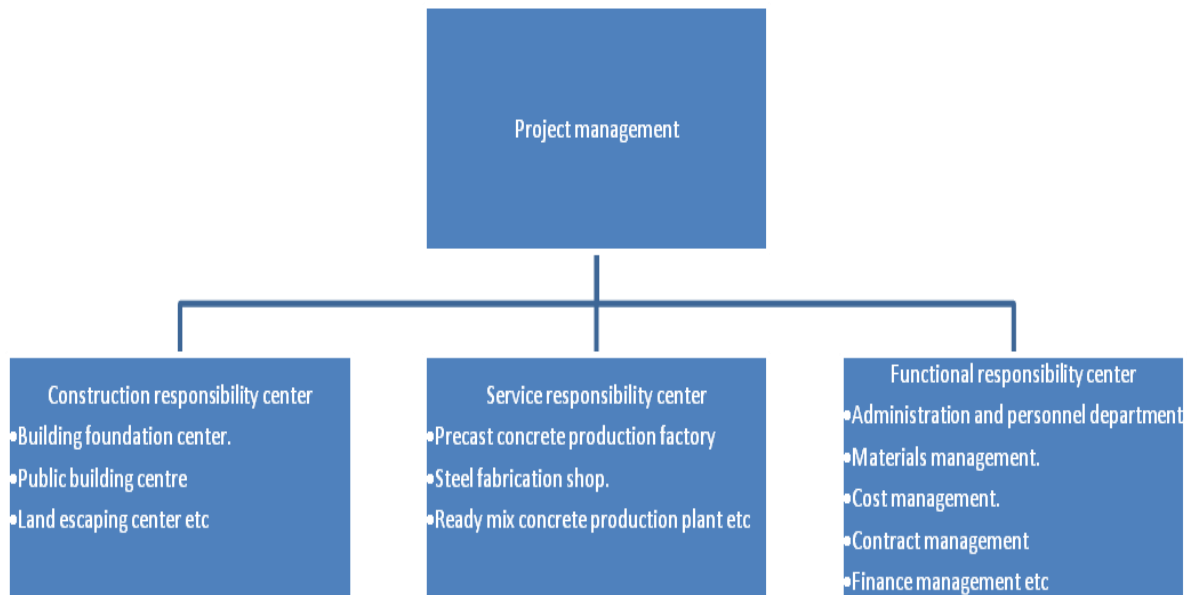 Project management
Construction responsibility center
•Building foundation center.
•Public building centre
•Land escaping center etc
Service responsibility center
•Precast concrete production factory
•Steel fabrication shop.
•Ready mix concrete production plant etc
Functional responsibility center
•Administration and personnel department
•Materials management.
•Cost management.
•Contract management
•Finance management etc